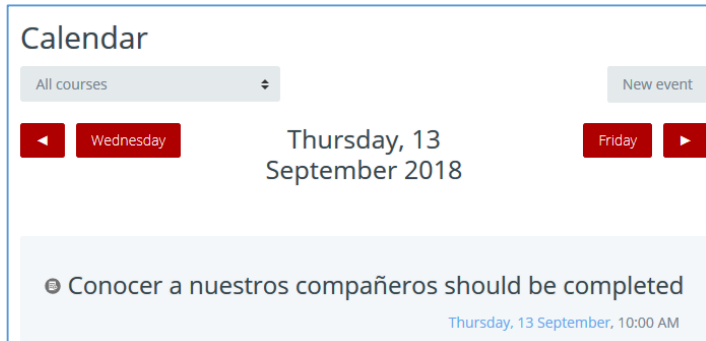 Calendar
All courses
New event
◄ Wednesday
Thursday, 13
September 2018
Friday ►
Conocer a nuestros compañeros should be completed
Thursday, 13 September, 10:00 AM